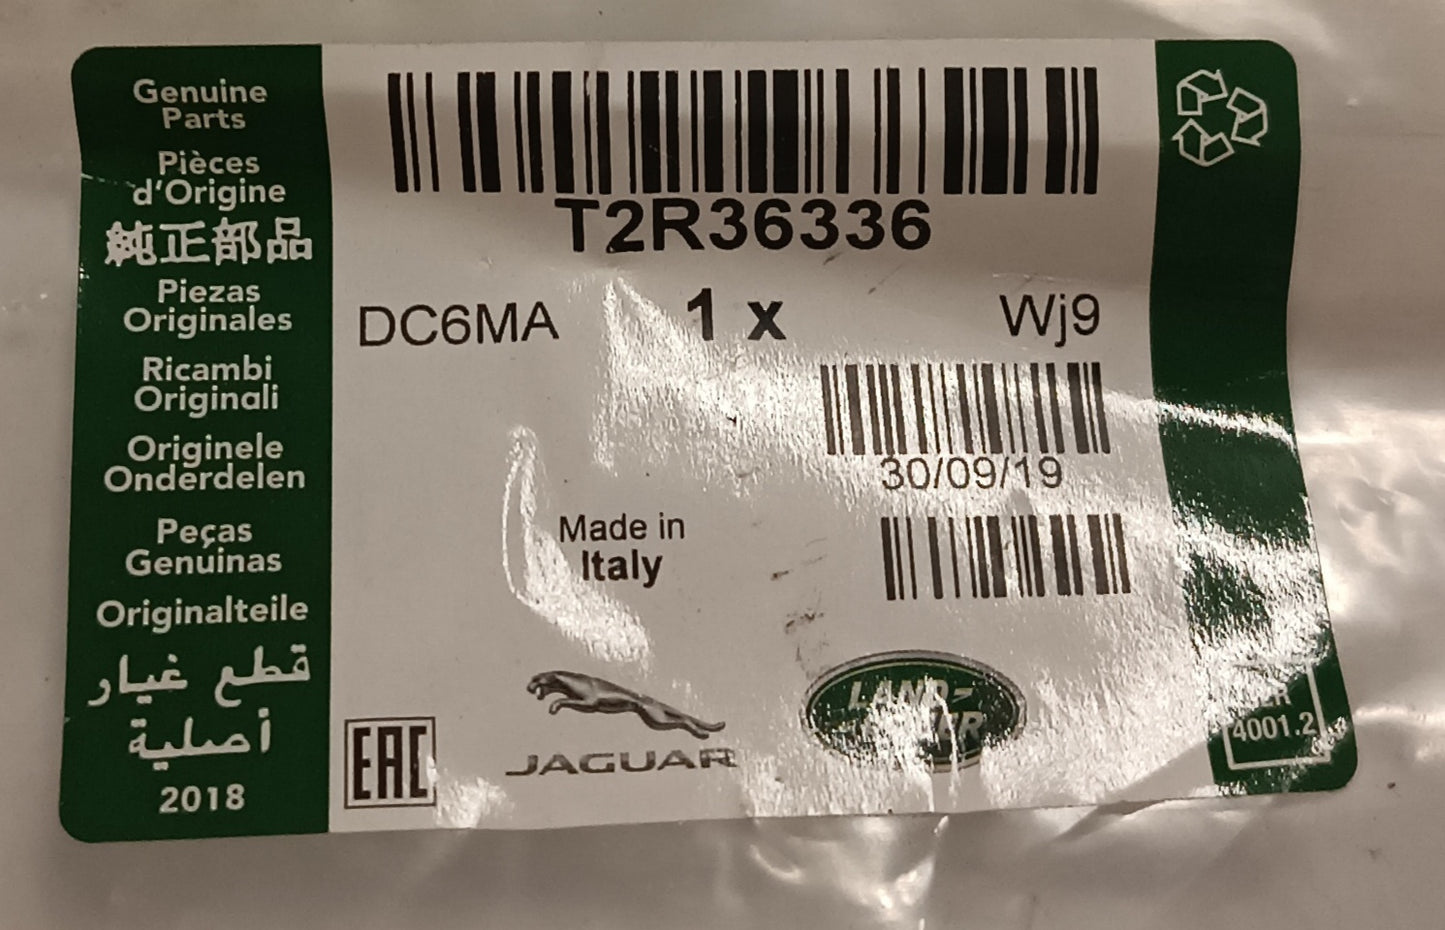 Genuine
Parts
Pièces
d'Origine
純正部品
Piezas
Originales
Ricambi
Originali
Originele
Onderdelen
Peças
Genuinas
Originalteile
قطع غيار
أصلية
2018
T2R36336
DC6MA 1 x Wj9
30/09/19
Made in
Italy
EAC
JAGUAR
LAND-
4001.2